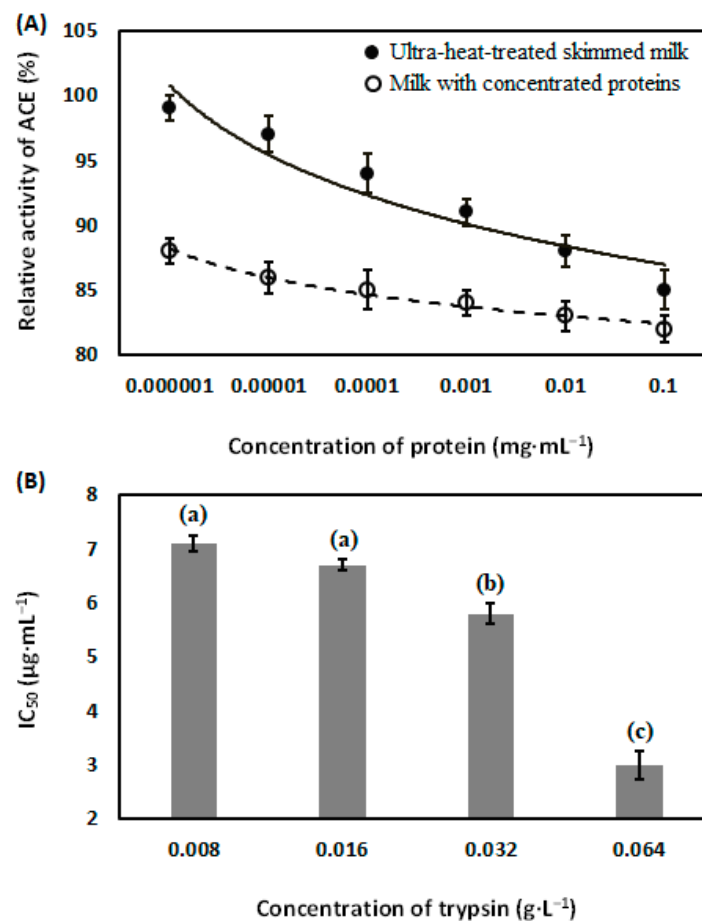 (A)
Relative activity of ACE (%)
105
100
95
90
85
80
Ultra-heat-treated skimmed milk
Milk with concentrated proteins
0.000001 0.00001 0.0001 0.001 0.01 0.1
Concentration of protein (mg·mL⁻¹)
(B)
IC₅₀ (µg·mL⁻¹)
8
7
6
5
4
3
2
(a) (a) (b) (c)
0.008 0.016 0.032 0.064
Concentration of trypsin (g·L⁻¹)